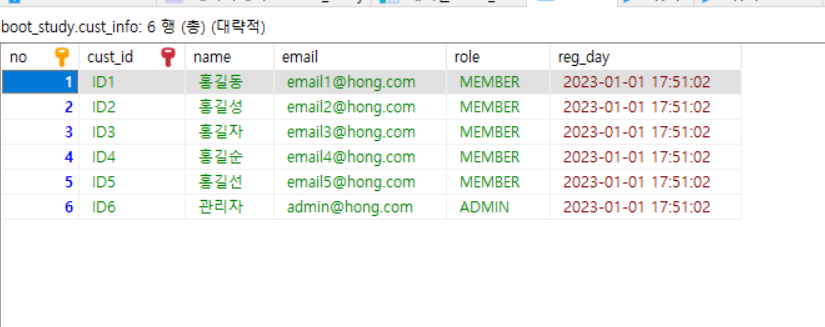 boot_study.cust_info: 6 행 (총) (대략적)
no cust_id name email role reg_day
1 ID1 홍길동 email1@hong.com MEMBER 2023-01-01 17:51:02
2 ID2 홍길성 email2@hong.com MEMBER 2023-01-01 17:51:02
3 ID3 홍길자 email3@hong.com MEMBER 2023-01-01 17:51:02
4 ID4 홍길순 email4@hong.com MEMBER 2023-01-01 17:51:02
5 ID5 홍길선 email5@hong.com MEMBER 2023-01-01 17:51:02
6 ID6 관리자 admin@hong.com ADMIN 2023-01-01 17:51:02